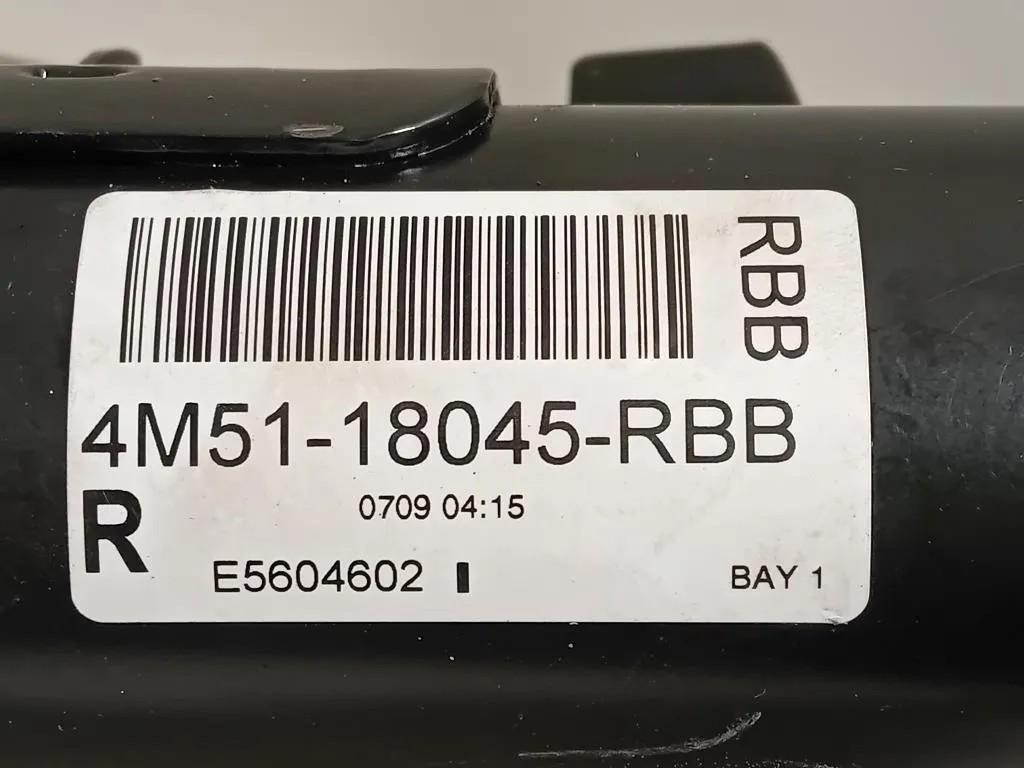 RBB
4M51-18045-RBB
R
0709 04:15
E5604602 I
BAY 1